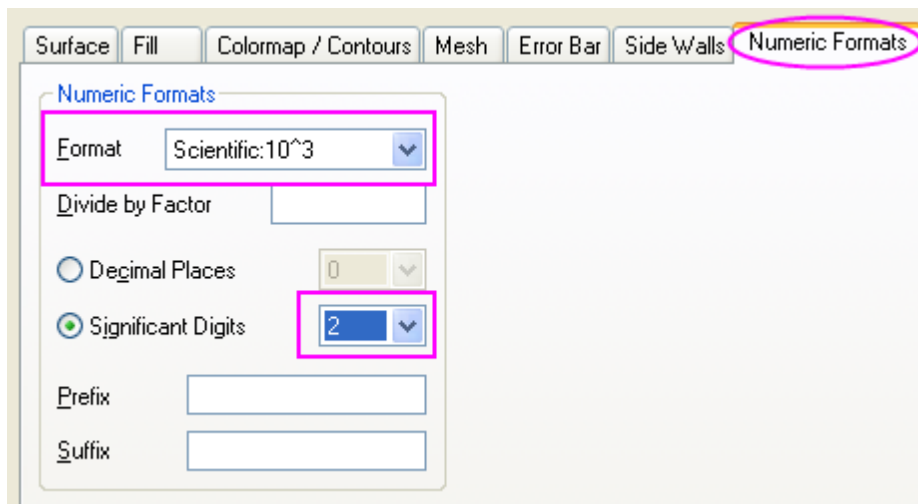 Surface Fill Colormap / Contours Mesh Error Bar Side Walls Numeric Formats
Numeric Formats
Format Scientific:10^3
Divide by Factor
Decimal Places 0
Significant Digits 2
Prefix
Suffix